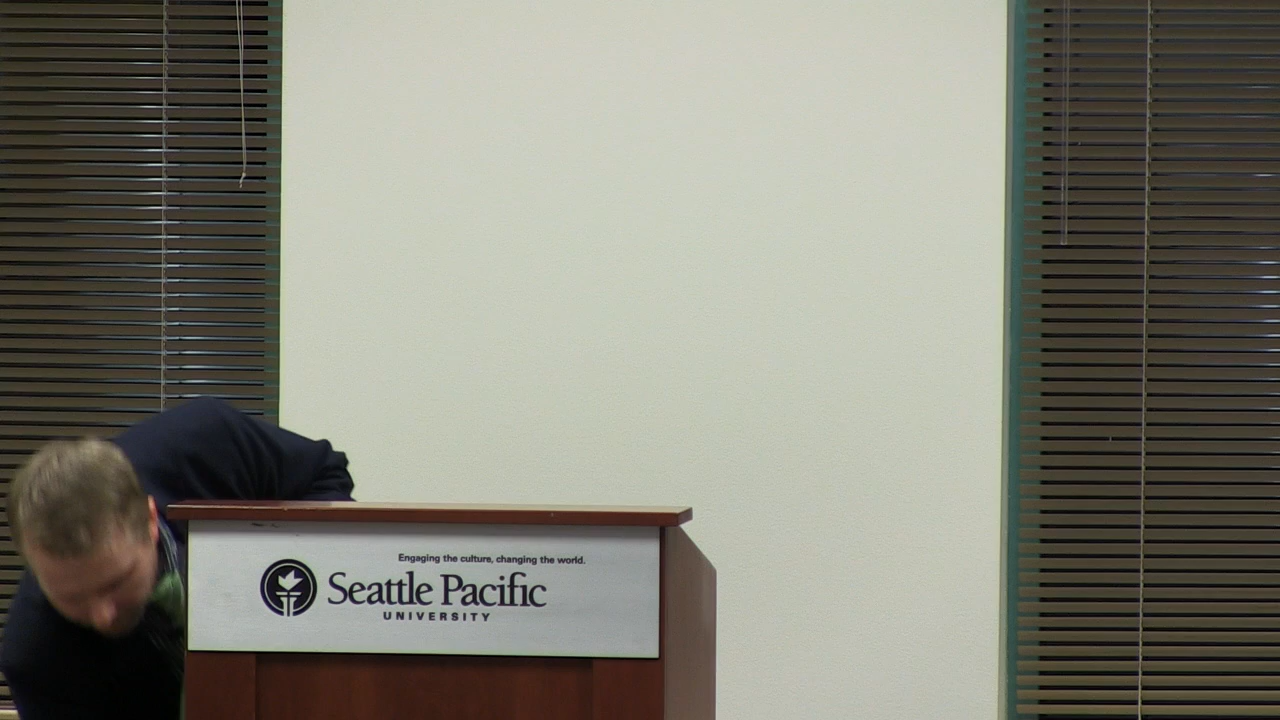 Engaging the culture, changing the world.
Seattle Pacific
UNIVERSITY